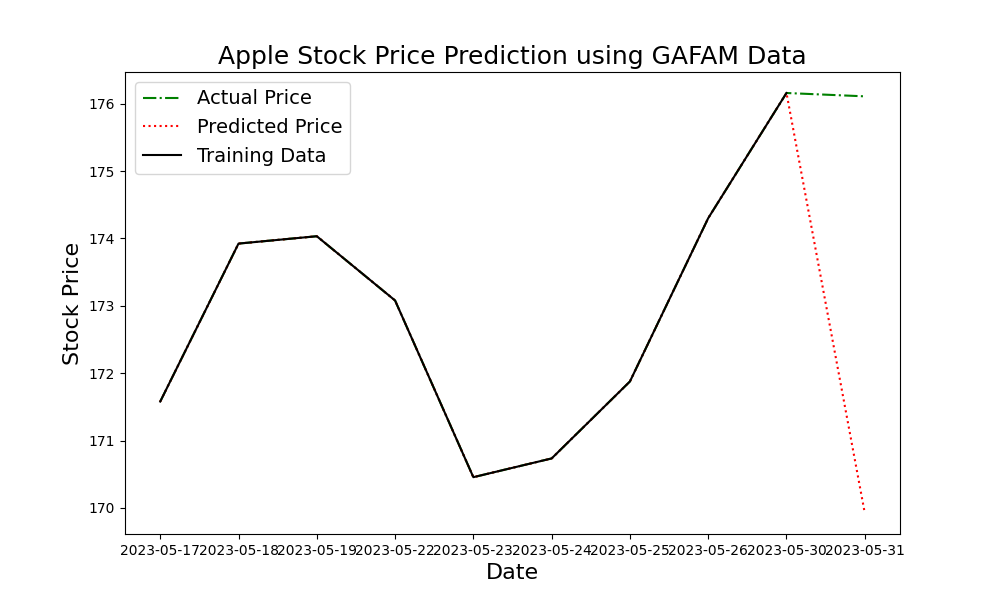 Apple Stock Price Prediction using GAFAM Data
Actual Price
Predicted Price
Training Data
176
175
174
173
172
171
170
Stock Price
2023-05-17 2023-05-18 2023-05-19 2023-05-22 2023-05-23 2023-05-24 2023-05-25 2023-05-26 2023-05-30 2023-05-31
Date